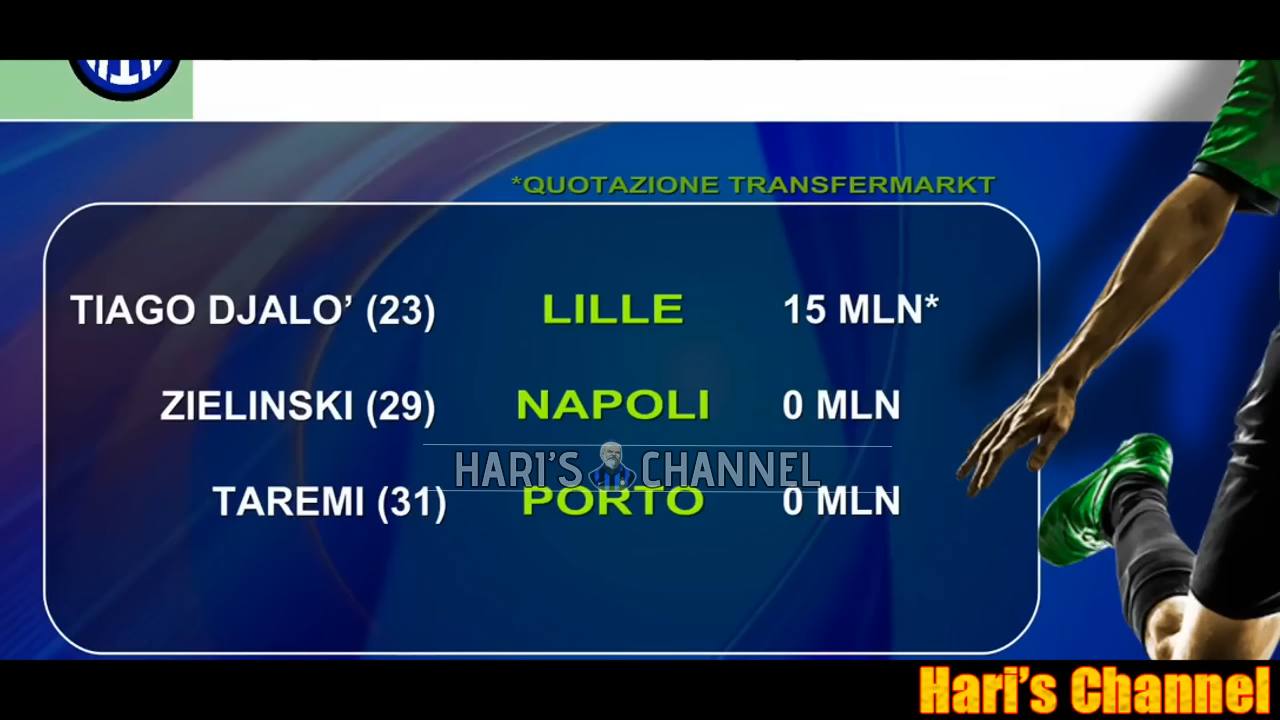 *QUOTAZIONE TRANSFERMARKT
TIAGO DJALO’ (23) LILLE 15 MLN*
ZIELINSKI (29) NAPOLI 0 MLN
HARI'S CHANNEL
TAREMI (31) PORTO 0 MLN
Hari's Channel